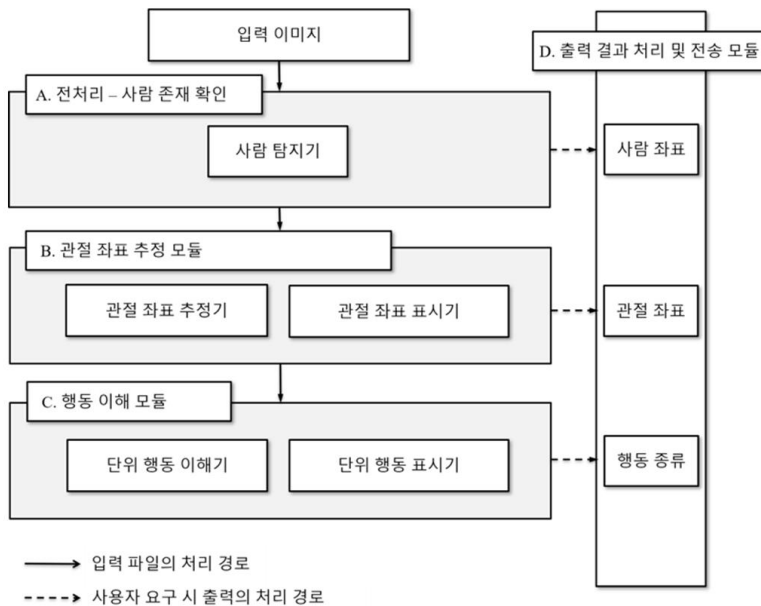 입력 이미지
D. 출력 결과 처리 및 전송 모듈
A. 전처리 – 사람 존재 확인
사람 탐지기
사람 좌표
B. 관절 좌표 추정 모듈
관절 좌표 추정기
관절 좌표 표시기
관절 좌표
C. 행동 이해 모듈
단위 행동 이해기
단위 행동 표시기
행동 종류
입력 파일의 처리 경로
사용자 요구 시 출력의 처리 경로